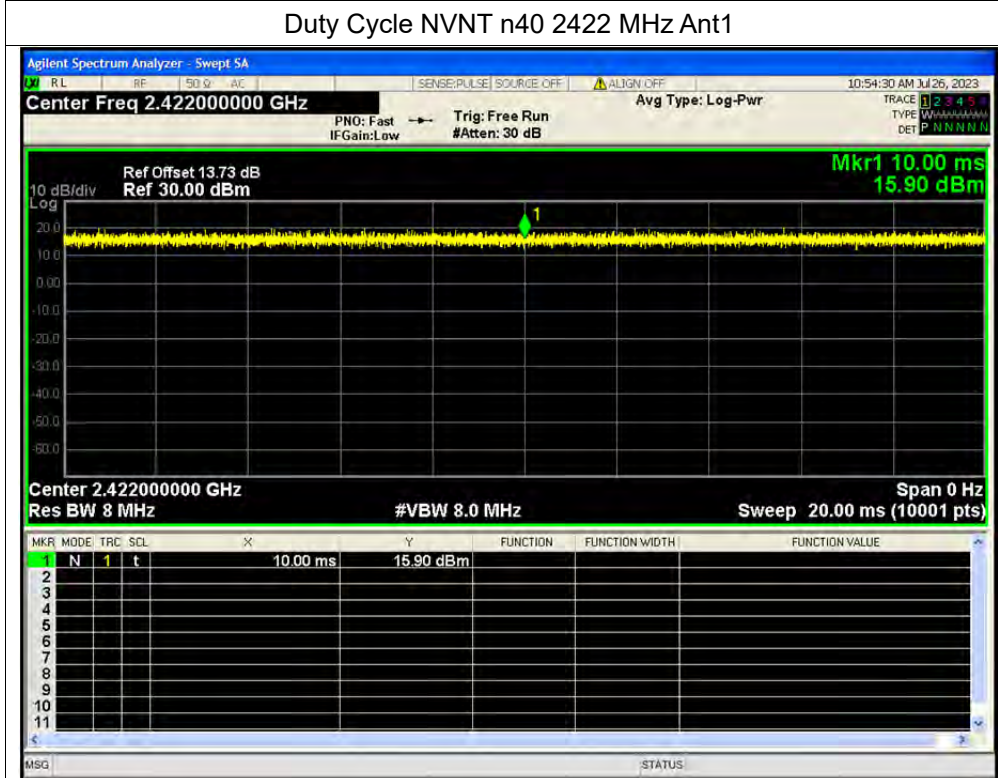 Duty Cycle NVNT n40 2422 MHz Ant1
Agilent Spectrum Analyzer - Swept SA
RL RF 50 Ω AC SENSE:PULSE SOURCE OFF ALIGN OFF 10:54:30 AM Jul 26, 2023
Center Freq 2.422000000 GHz
PNO: Fast
IFGain:Low
Trig: Free Run
#Atten: 30 dB
Avg Type: Log-Pwr
TRACE 1 2 3 4 5
TYPE W
DET P N N N N N
Mkr1 10.00 ms
15.90 dBm
Ref Offset 13.73 dB
10 dB/div Ref 30.00 dBm
Log
1
20.0
10.0
0.00
-10.0
-20.0
-30.0
-40.0
-50.0
-60.0
Center 2.422000000 GHz Span 0 Hz
Res BW 8 MHz #VBW 8.0 MHz Sweep 20.00 ms (10001 pts)
MKR MODE TRC SCL X Y FUNCTION FUNCTION WIDTH FUNCTION VALUE
1 N 1 t 10.00 ms 15.90 dBm
2
3
4
5
6
7
8
9
10
11
MSG STATUS